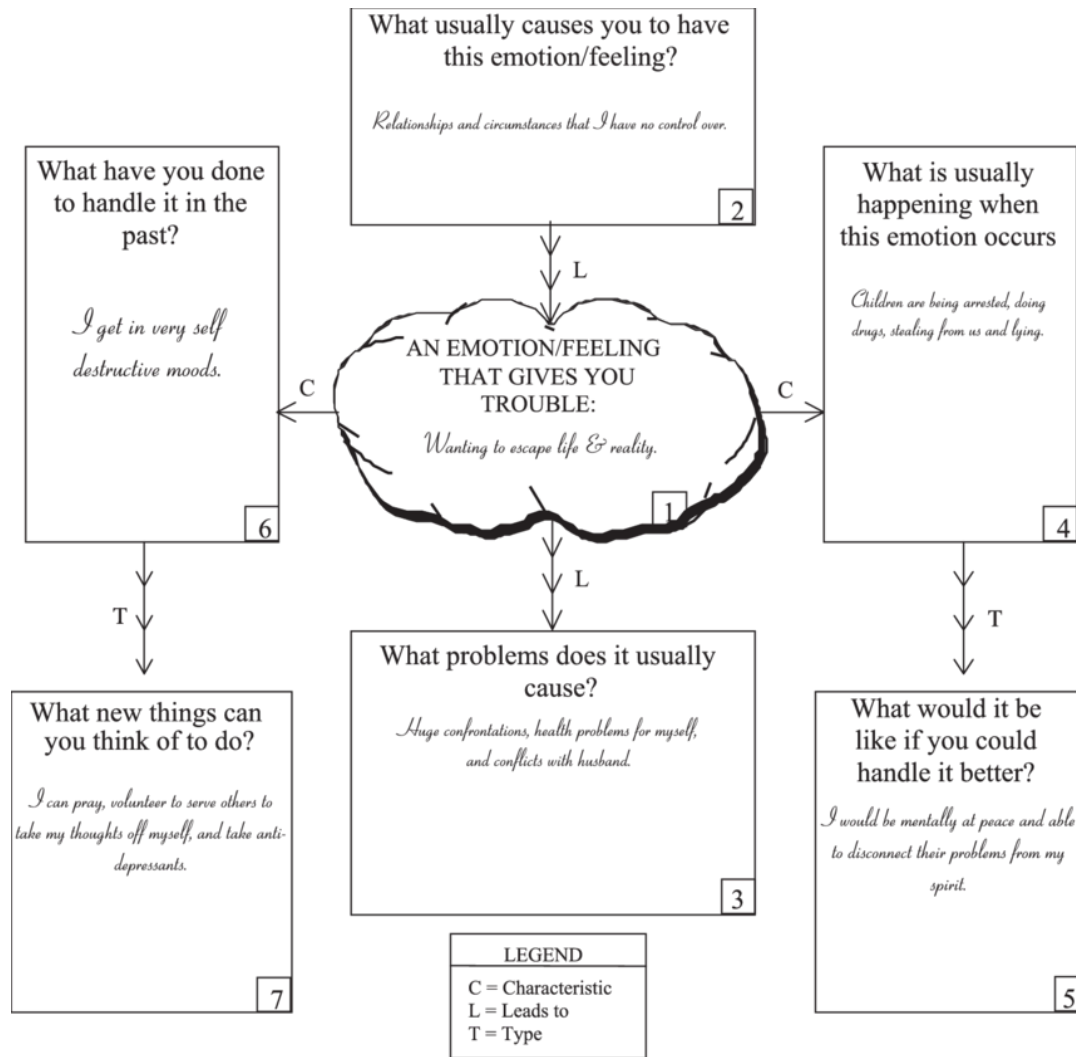 What usually causes you to have
this emotion/feeling?
Relationships and circumstances that I have no control over.
2
What have you done
to handle it in the
past?
I get in very self
destructive moods.
6
What is usually
happening when
this emotion occurs
Children are being arrested, doing
drugs, stealing from us and lying.
4
L
C
C
AN EMOTION/FEELING
THAT GIVES YOU
TROUBLE:
Wanting to escape life & reality.
1
L
T
T
What problems does it usually
cause?
Huge confrontations, health problems for myself,
and conflicts with husband.
3
What new things can
you think of to do?
I can pray, volunteer to serve others to
take my thoughts off myself, and take anti-
depressants.
7
What would it be
like if you could
handle it better?
I would be mentally at peace and able
to disconnect their problems from my
spirit.
5
LEGEND
C = Characteristic
L = Leads to
T = Type